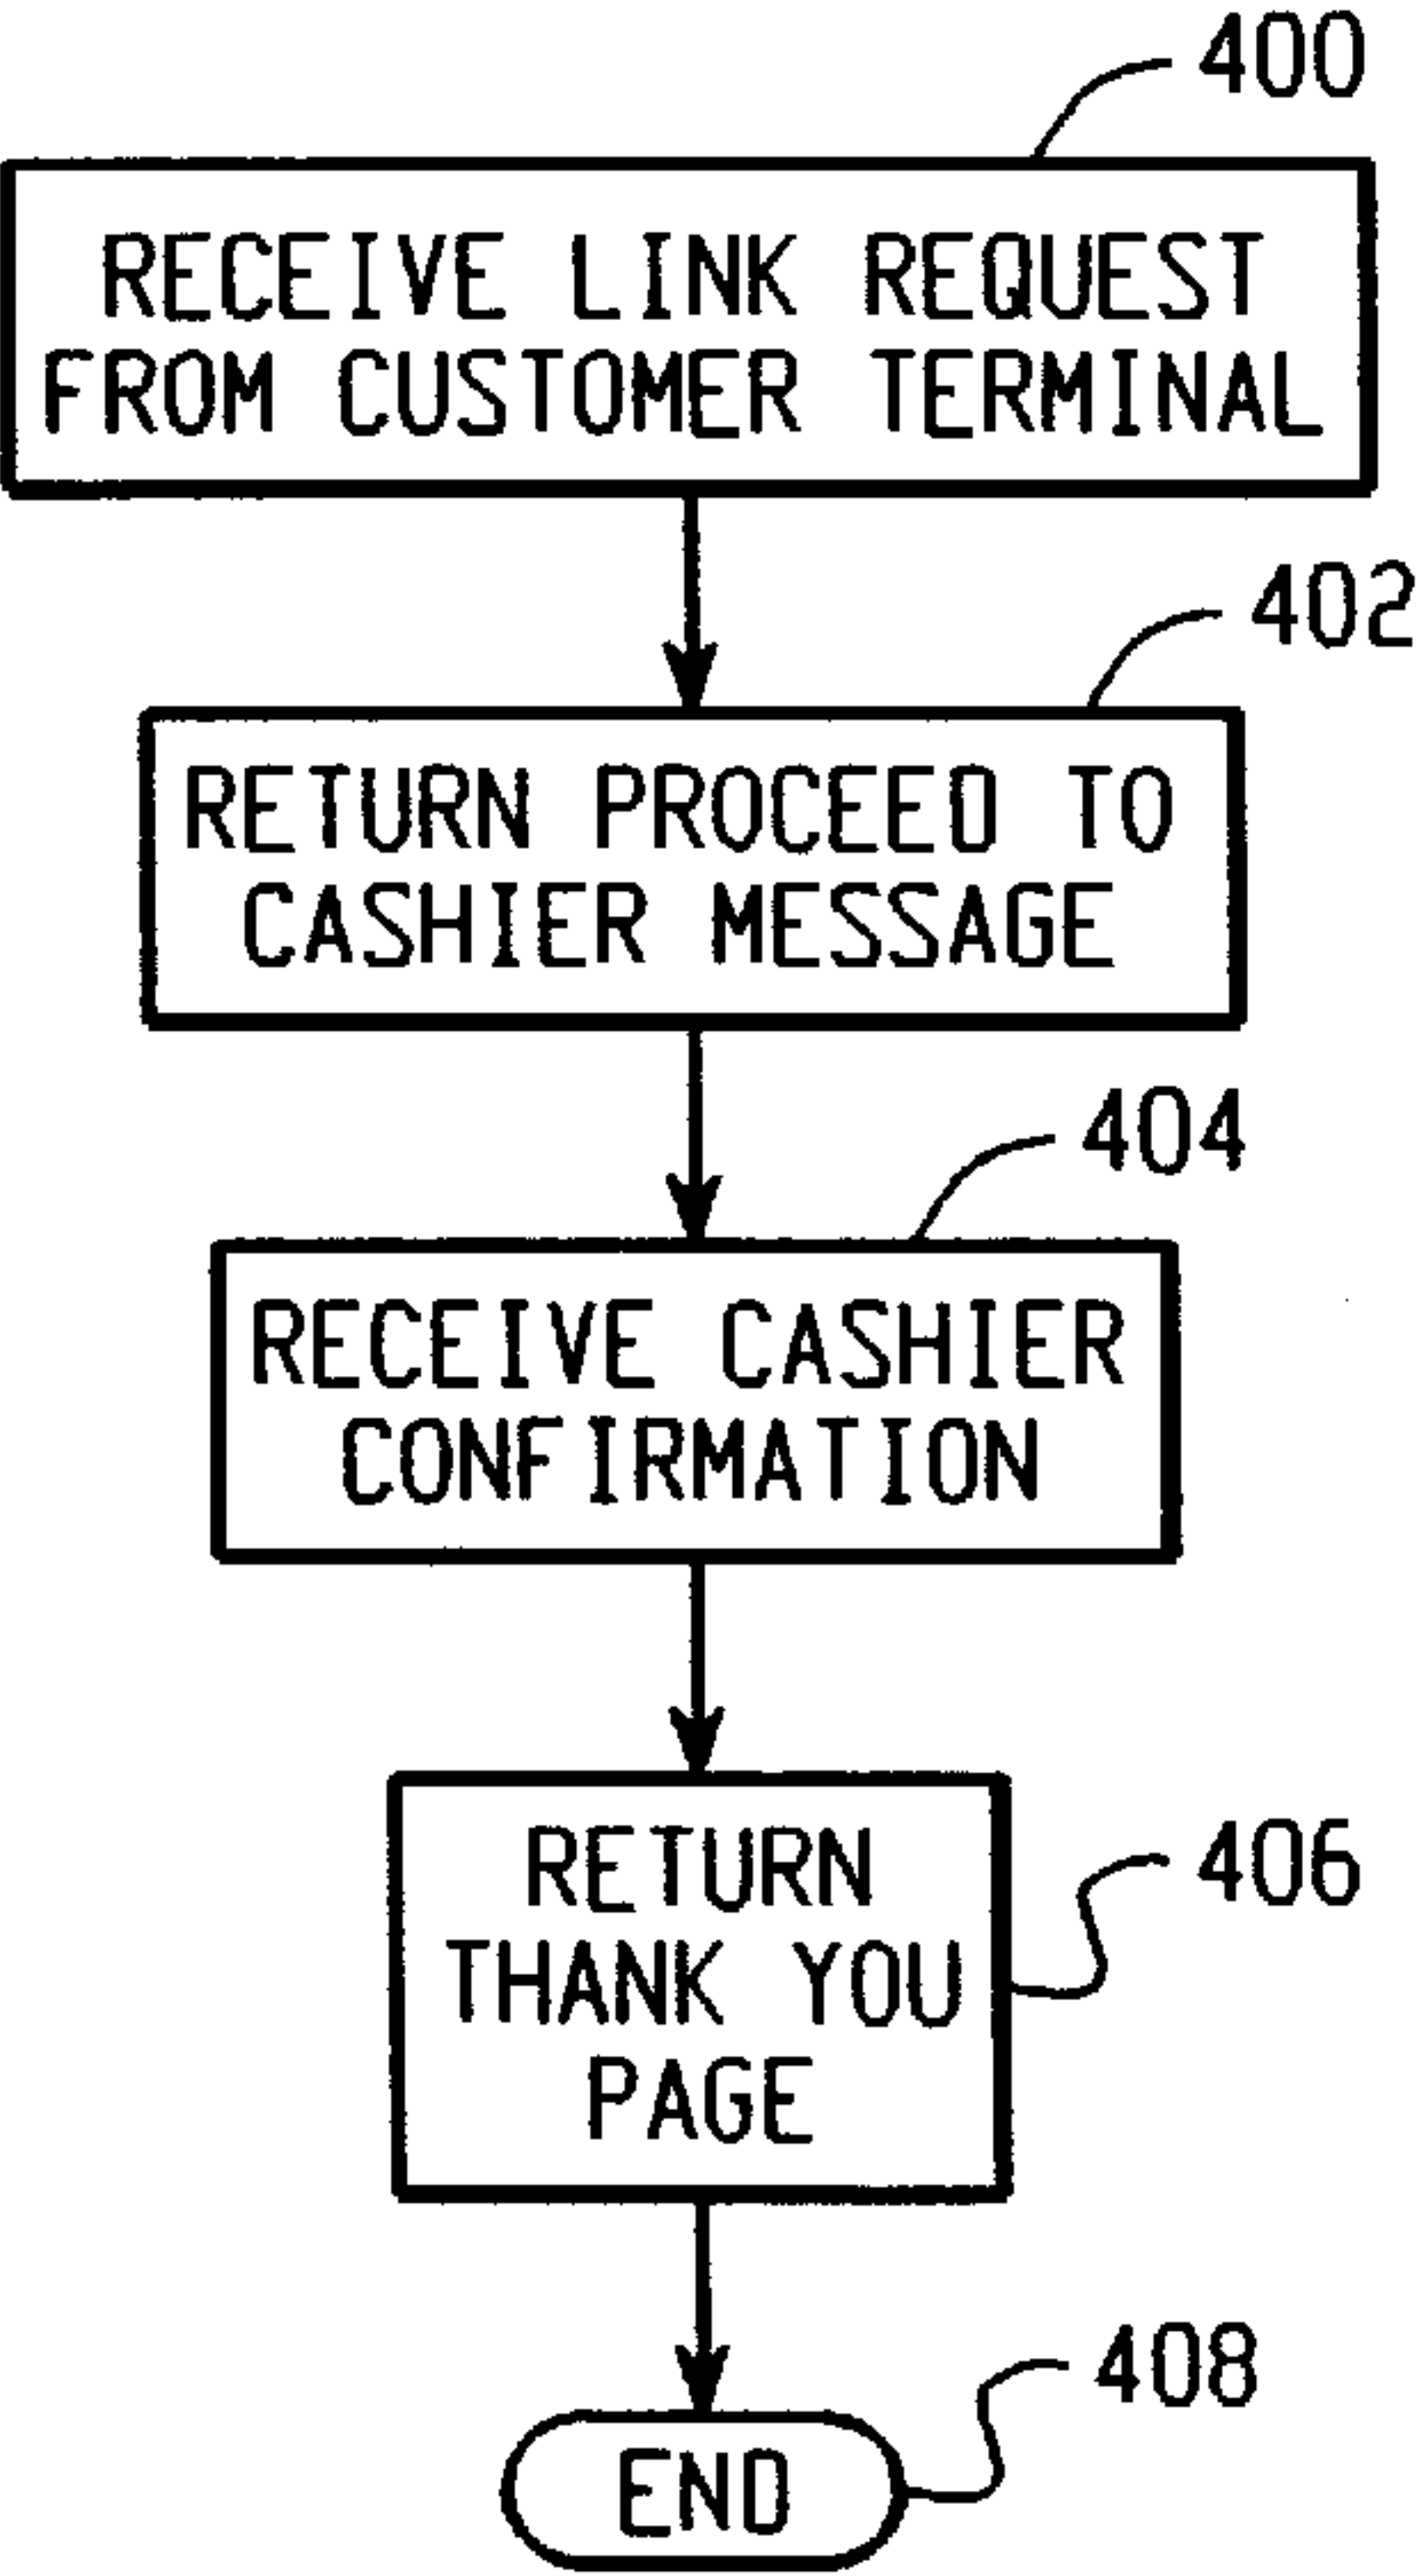 400
RECEIVE LINK REQUEST
FROM CUSTOMER TERMINAL
402
RETURN PROCEED TO
CASHIER MESSAGE
404
RECEIVE CASHIER
CONFIRMATION
RETURN
THANK YOU
PAGE
406
END
408